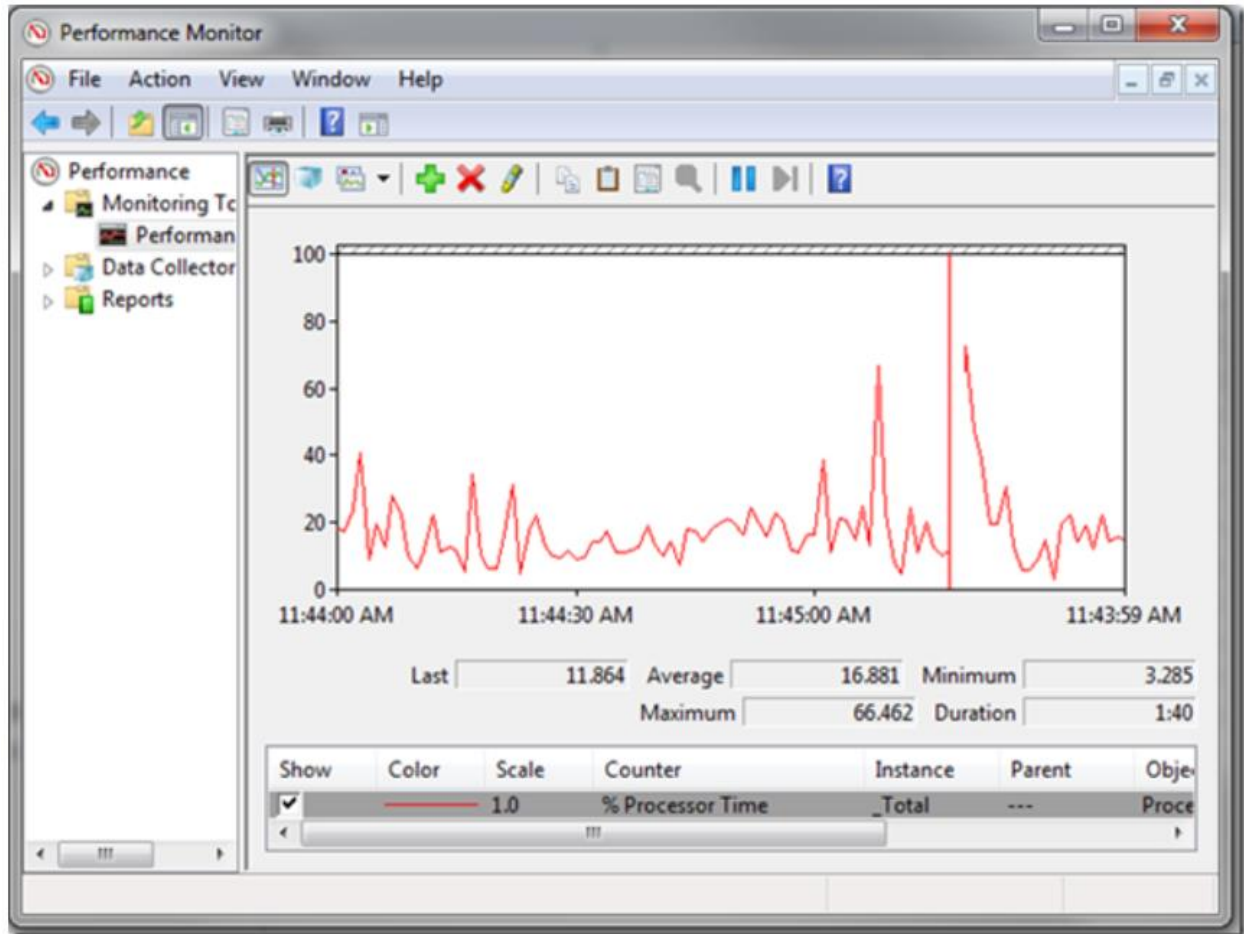 Performance Monitor
File Action View Window Help
Performance
Monitoring Tc
Performan
Data Collector
Reports
100
80
60
40
20
0
11:44:00 AM 11:44:30 AM 11:45:00 AM 11:43:59 AM
Last 11.864 Average 16.881 Minimum 3.285
Maximum 66.462 Duration 1:40
Show Color Scale Counter Instance Parent Obje
1.0 % Processor Time _Total --- Proce